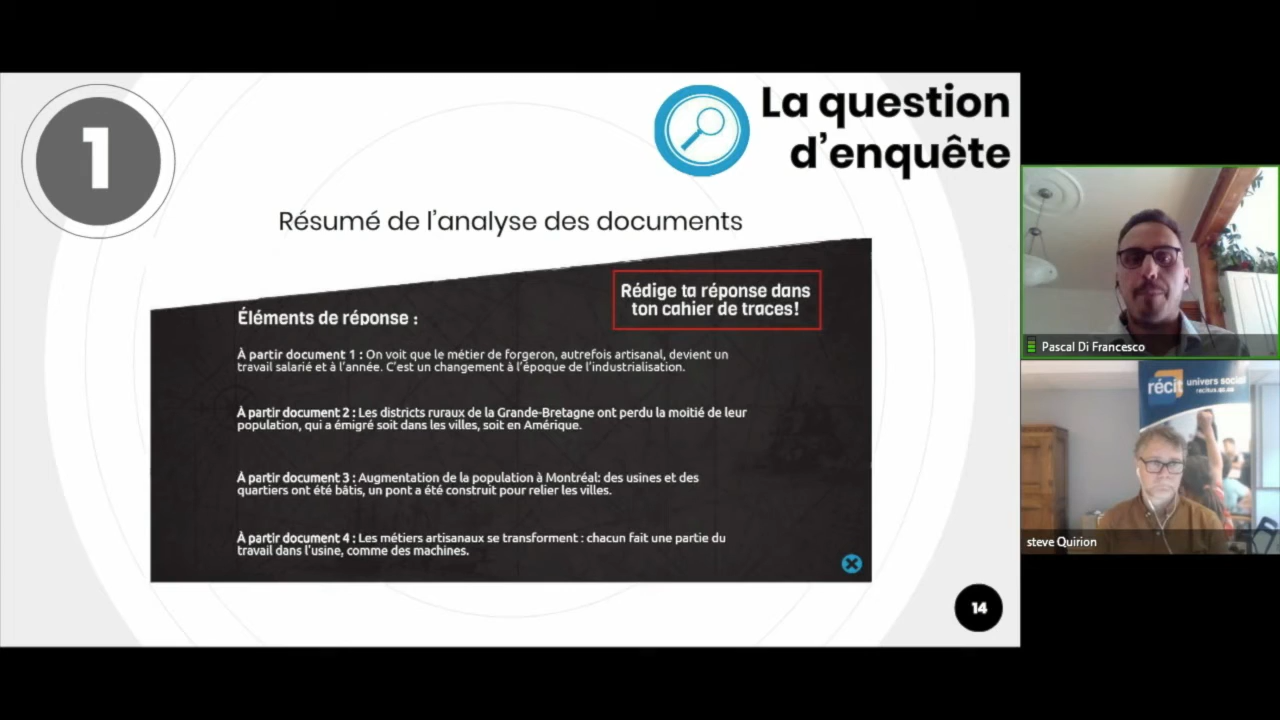 1
La question
d'enquête
Résumé de l'analyse des documents
Rédige ta réponse dans
ton cahier de traces!
Éléments de réponse :
À partir document 1 : On voit que le métier de forgeron, autrefois artisanal, devient un
travail salarié et à l'année. C'est un changement à l'époque de l'industrialisation.
À partir document 2 : Les districts ruraux de la Grande-Bretagne ont perdu la moitié de leur
population, qui a émigré soit dans les villes, soit en Amérique.
À partir document 3 : Augmentation de la population à Montréal: des usines et des
quartiers ont été bâtis, un pont a été construit pour relier les villes.
À partir document 4 : Les métiers artisanaux se transforment : chacun fait une partie du
travail dans l'usine, comme des machines.
14
Pascal Di Francesco
récit univers social
recitus.qc.ca
steve Quirion